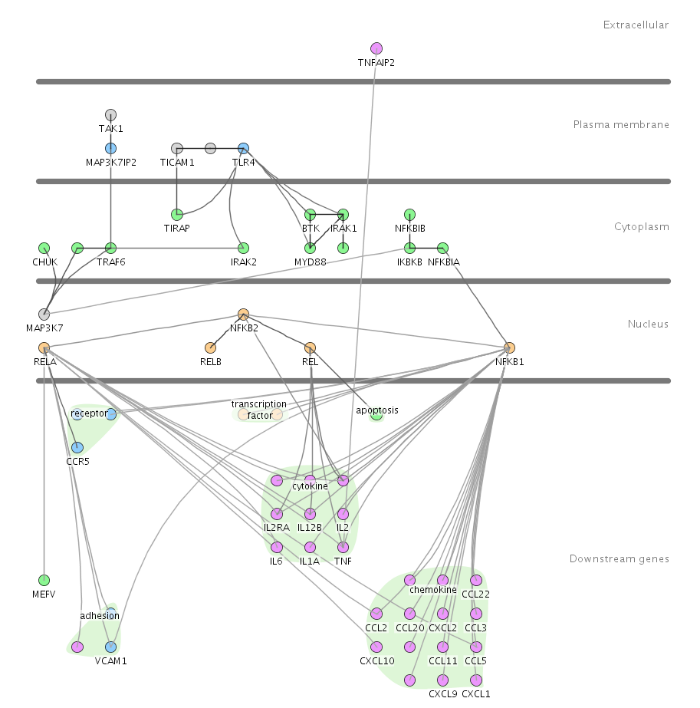 Extracellular
TNFAIP2
TAK1
Plasma membrane
MAP3K7IP2
TICAM1
TLR4
TIRAP
BTK
IRAK1
NFKBIB
Cytoplasm
CHUK
TRAF6
IRAK2
MYD88
IKBKB
NFKBIA
MAP3K7
NFKB2
Nucleus
RELA
RELB
REL
NFKB1
receptor
transcription
factor
apoptosis
CCR5
cytokine
IL2RA
IL12B
IL2
IL6
IL1A
TNF
Downstream genes
MEFV
chemokine
CCL22
adhesion
CCL2
CCL20
CXCL2
CCL3
VCAM1
CXCL10
CCL11
CCL5
CXCL9
CXCL1